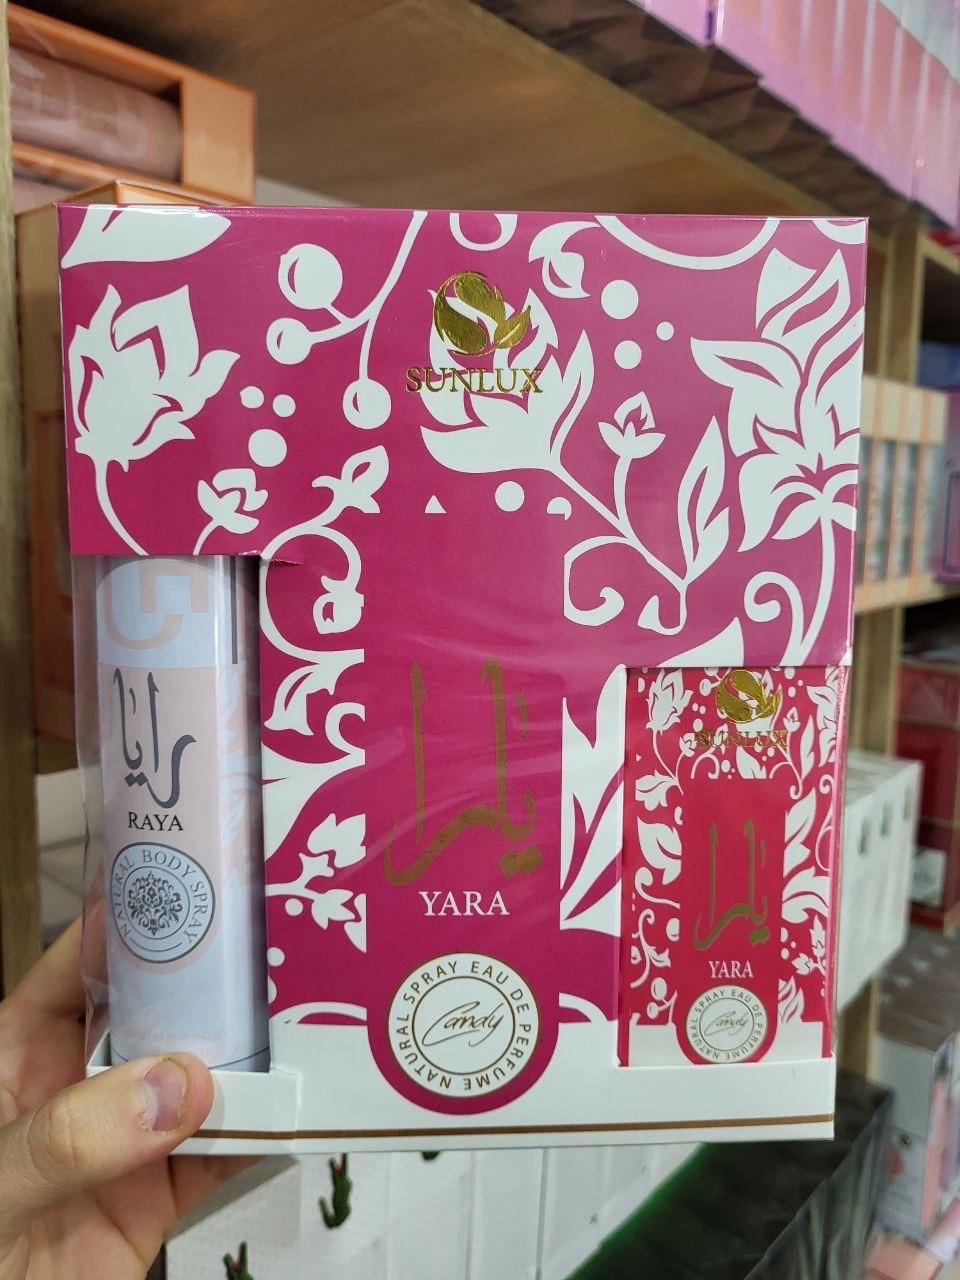 SUNLUX
رايا
RAYA
NATURAL BODY SPRAY
يارا
YARA
NATURAL SPRAY EAU DE PERFUME
Candy
SUNLUX
يارا
YARA
NATURAL SPRAY EAU DE PERFUME
Candy